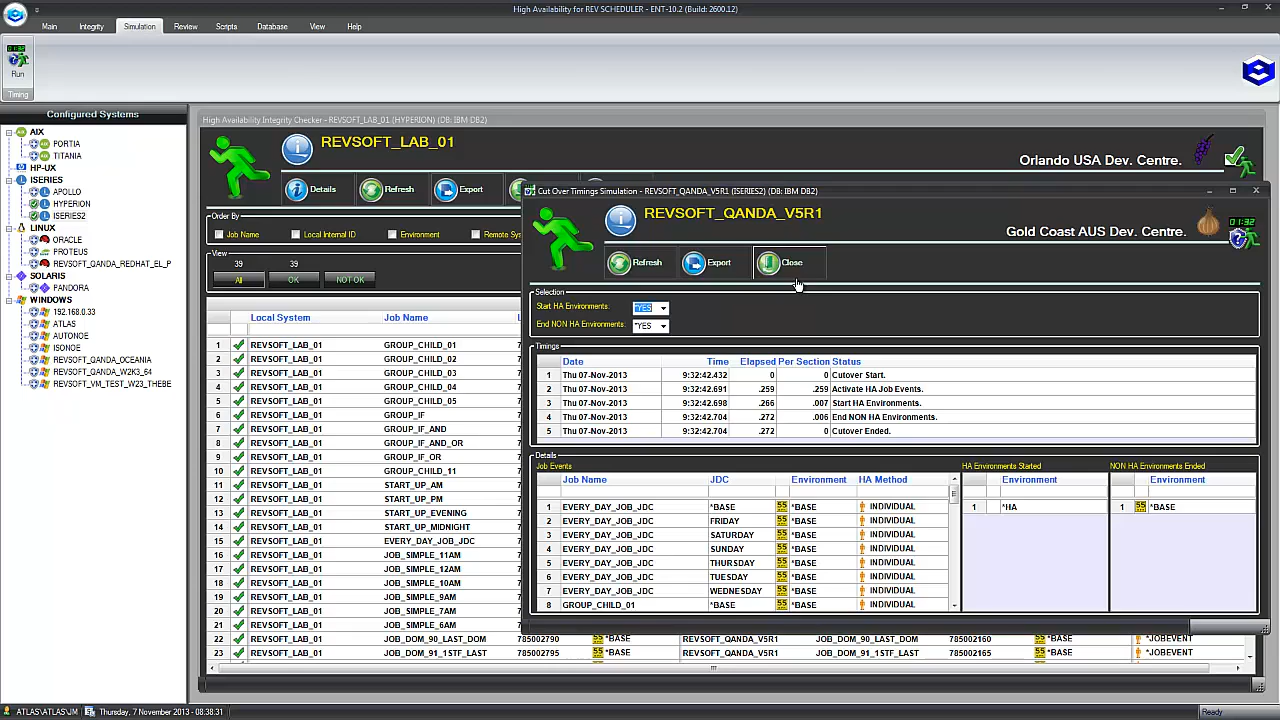 High Availability for REV SCHEDULER - ENT-10.2 (Build: 2600.12)
Main Integrity Simulation Review Scripts Database View Help
01:32
Run
Timing
Configured Systems
AIX
PORTIA
TITANIA
HP-UX
ISERIES
APOLLO
HYPERION
ISERIES2
LINUX
ORACLE
PROTEUS
REVSOFT_QANDA_REDHAT_EL_P
SOLARIS
PANDORA
WINDOWS
192.168.0.33
ATLAS
AUTONOE
ISONOE
REVSOFT_QANDA_OCEANIA
REVSOFT_QANDA_W2K3_64
REVSOFT_VM_TEST_W23_THEBE
High Availability Integrity Checker - REVSOFT_LAB_01 (HYPERION) (DB: IBM DB2)
REVSOFT_LAB_01
Orlando USA Dev. Centre.
Details Refresh Export
Order By
Job Name Local Internal ID Environment Remote Sys
View
39 39
All OK NOT OK
Local System Job Name
1 REVSOFT_LAB_01 GROUP_CHILD_01
2 REVSOFT_LAB_01 GROUP_CHILD_02
3 REVSOFT_LAB_01 GROUP_CHILD_03
4 REVSOFT_LAB_01 GROUP_CHILD_04
5 REVSOFT_LAB_01 GROUP_CHILD_05
6 REVSOFT_LAB_01 GROUP_IF
7 REVSOFT_LAB_01 GROUP_IF_AND
8 REVSOFT_LAB_01 GROUP_IF_AND_OR
9 REVSOFT_LAB_01 GROUP_IF_OR
10 REVSOFT_LAB_01 GROUP_CHILD_11
11 REVSOFT_LAB_01 START_UP_AM
12 REVSOFT_LAB_01 START_UP_PM
13 REVSOFT_LAB_01 START_UP_EVENING
14 REVSOFT_LAB_01 START_UP_MIDNIGHT
15 REVSOFT_LAB_01 EVERY_DAY_JOB_JDC
16 REVSOFT_LAB_01 JOB_SIMPLE_11AM
17 REVSOFT_LAB_01 JOB_SIMPLE_12AM
18 REVSOFT_LAB_01 JOB_SIMPLE_10AM
19 REVSOFT_LAB_01 JOB_SIMPLE_9AM
20 REVSOFT_LAB_01 JOB_SIMPLE_7AM
21 REVSOFT_LAB_01 JOB_SIMPLE_6AM
22 REVSOFT_LAB_01 JOB_DOM_90_LAST_DOM 785002790 *BASE REVSOFT_QANDA_V5R1 JOB_DOM_90_LAST_DOM 785002160 *BASE *JOBEVENT
23 REVSOFT_LAB_01 JOB_DOM_91_1STF_LAST 785002795 *BASE REVSOFT_QANDA_V5R1 JOB_DOM_91_1STF_LAST 785002165 *BASE *JOBEVENT
Cut Over Timings Simulation - REVSOFT_QANDA_V5R1 (ISERIES2) (DB: IBM DB2)
REVSOFT_QANDA_V5R1
Gold Coast AUS Dev. Centre.
01:32
Refresh Export Close
Selection
Start HA Environments: *YES
End NON HA Environments: *YES
Timings
Date Time Elapsed Per Section Status
1 Thu 07-Nov-2013 9:32:42.432 0 0 Cutover Start.
2 Thu 07-Nov-2013 9:32:42.691 .259 .259 Activate HA Job Events.
3 Thu 07-Nov-2013 9:32:42.698 .266 .007 Start HA Environments.
4 Thu 07-Nov-2013 9:32:42.704 .272 .006 End NON HA Environments.
5 Thu 07-Nov-2013 9:32:42.704 .272 0 Cutover Ended.
Details
Job Events
Job Name JDC Environment HA Method
1 EVERY_DAY_JOB_JDC *BASE *BASE INDIVIDUAL
2 EVERY_DAY_JOB_JDC FRIDAY *BASE INDIVIDUAL
3 EVERY_DAY_JOB_JDC SATURDAY *BASE INDIVIDUAL
4 EVERY_DAY_JOB_JDC SUNDAY *BASE INDIVIDUAL
5 EVERY_DAY_JOB_JDC THURSDAY *BASE INDIVIDUAL
6 EVERY_DAY_JOB_JDC TUESDAY *BASE INDIVIDUAL
7 EVERY_DAY_JOB_JDC WEDNESDAY *BASE INDIVIDUAL
8 GROUP_CHILD_01 *BASE *BASE INDIVIDUAL
HA Environments Started
Environment
1 *HA
NON HA Environments Ended
Environment
1 *BASE
ATLAS\ATLAS\JM Thursday, 7 November 2013 - 08:38:31 Ready